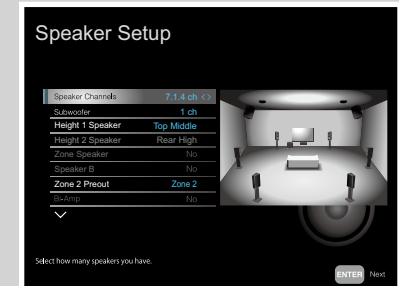 Speaker Setup
Speaker Channels 7.1.4 ch < >
Subwoofer 1 ch
Height 1 Speaker Top Middle
Height 2 Speaker Rear High
Zone Speaker No
Speaker B No
Zone 2 Preout Zone 2
Bi-Amp No
Select how many speakers you have.
ENTER Next